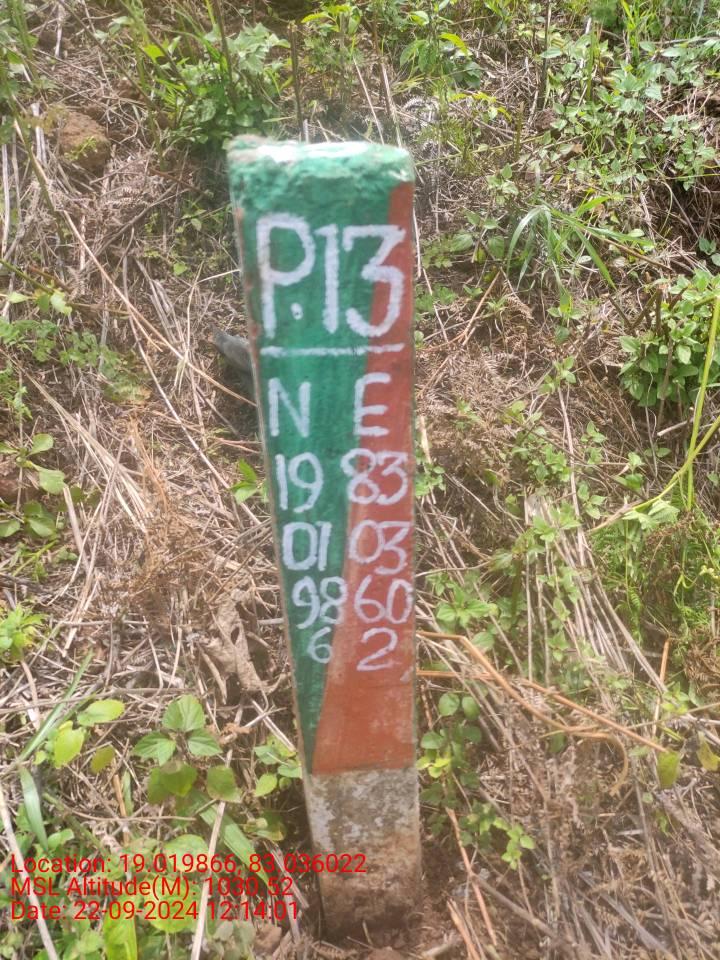 P.13
N E
19 83
01 03
98 60
6 2
Location: 19.019866, 83.036022
MSL Altitude(M): 1030.52
Date: 22-09-2024 12:14:01